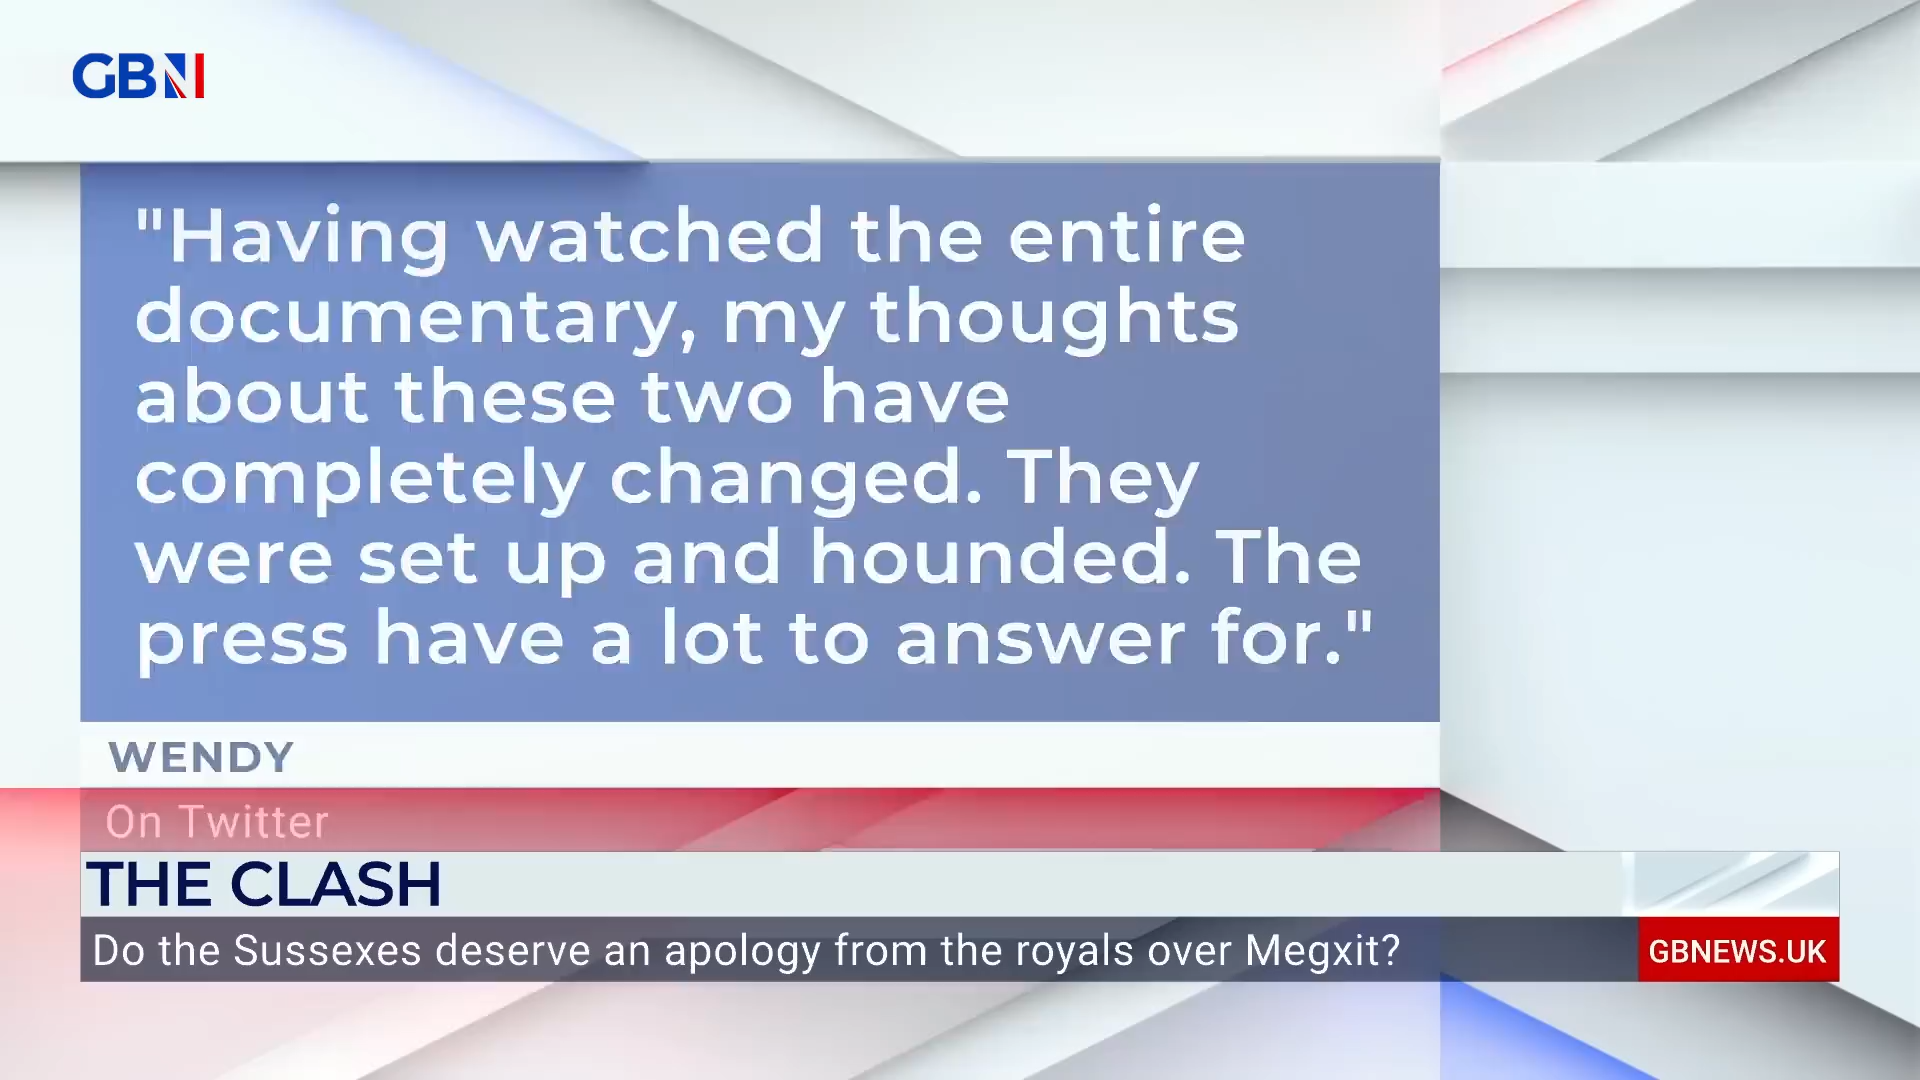 GBN
"Having watched the entire
documentary, my thoughts
about these two have
completely changed. They
were set up and hounded. The
press have a lot to answer for."
WENDY
On Twitter
THE CLASH
Do the Sussexes deserve an apology from the royals over Megxit?
GBNEWS.UK